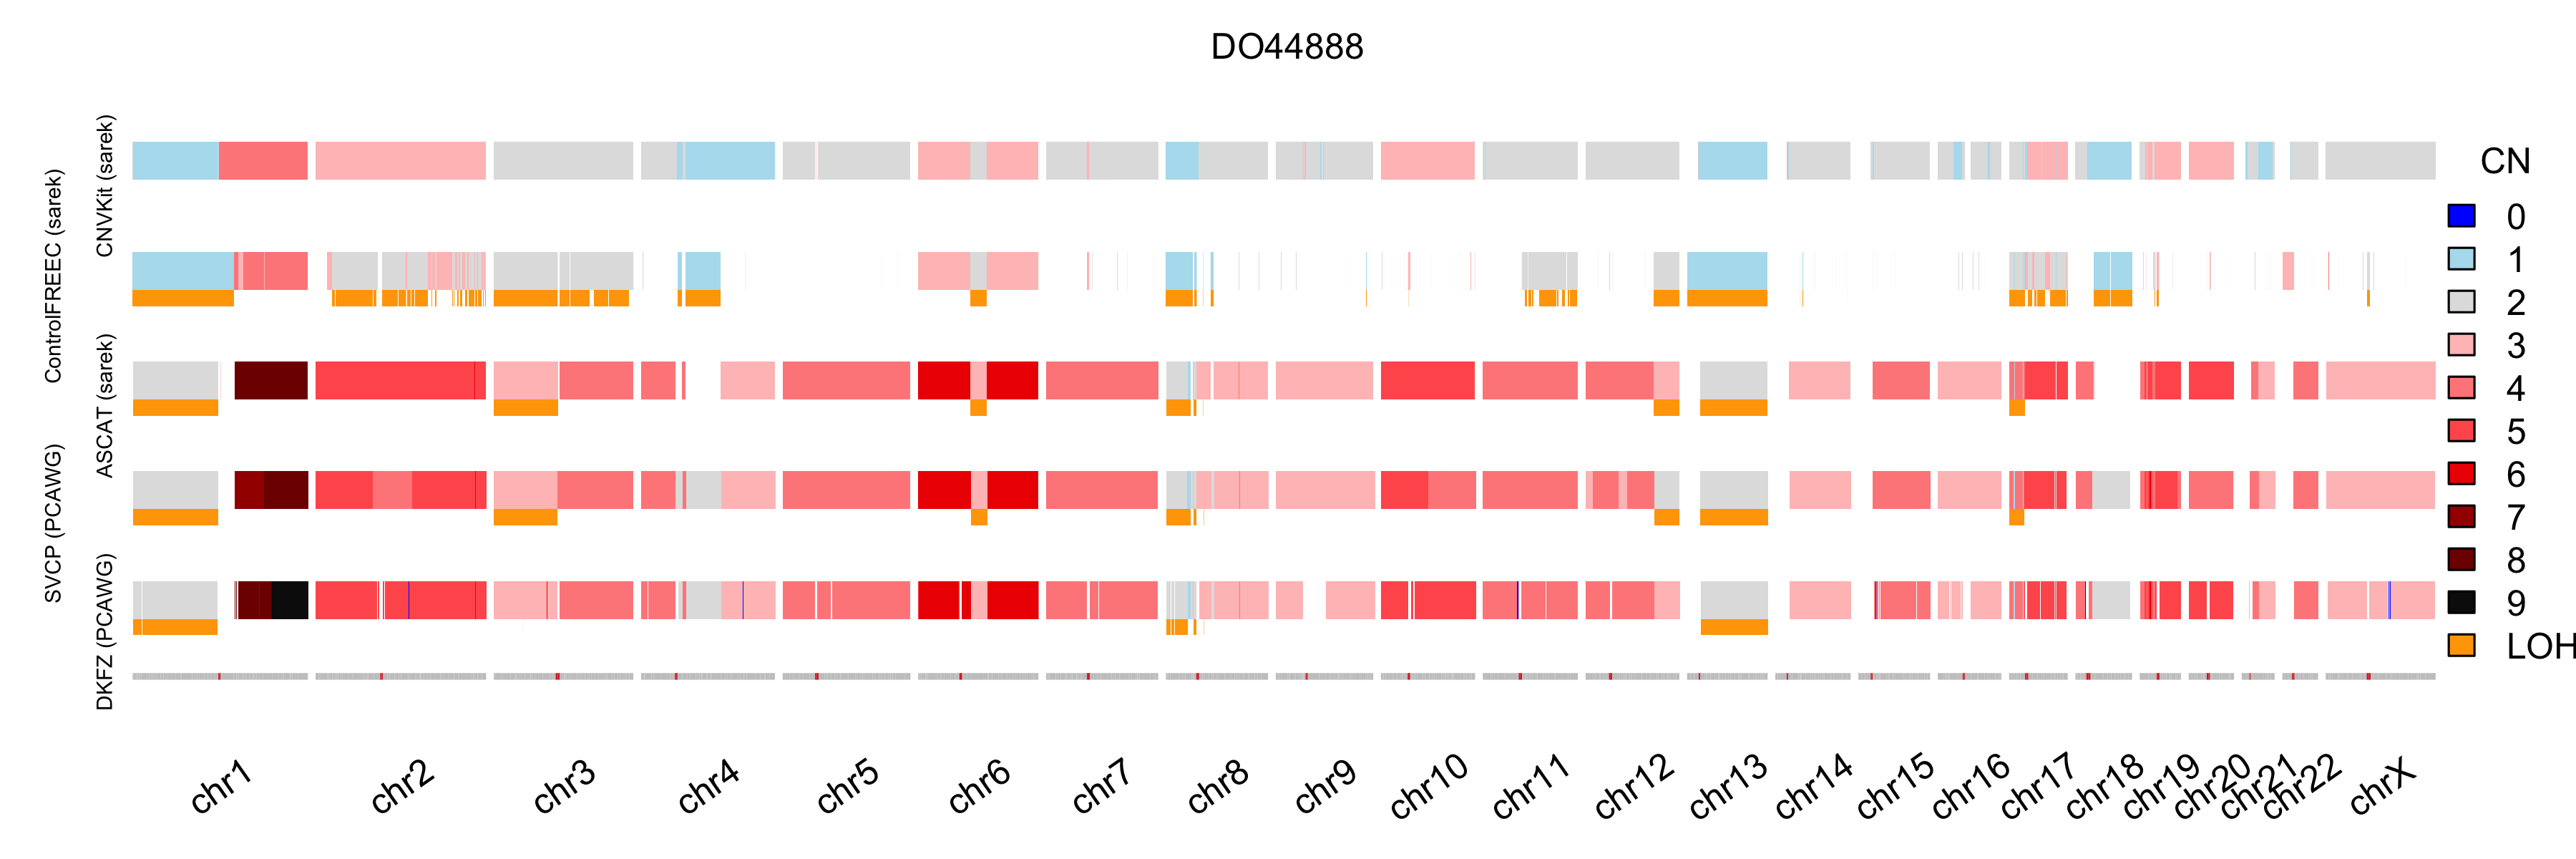 DO44888
CNVKit (sarek)
ControlFREEC (sarek)
ASCAT (sarek)
SVCP (PCAWG)
DKFZ (PCAWG)
CN
0
1
2
3
4
5
6
7
8
9
LOH
chr1
chr2
chr3
chr4
chr5
chr6
chr7
chr8
chr9
chr10
chr11
chr12
chr13
chr14
chr15
chr16
chr17
chr18
chr19
chr20
chr21
chr22
chrX